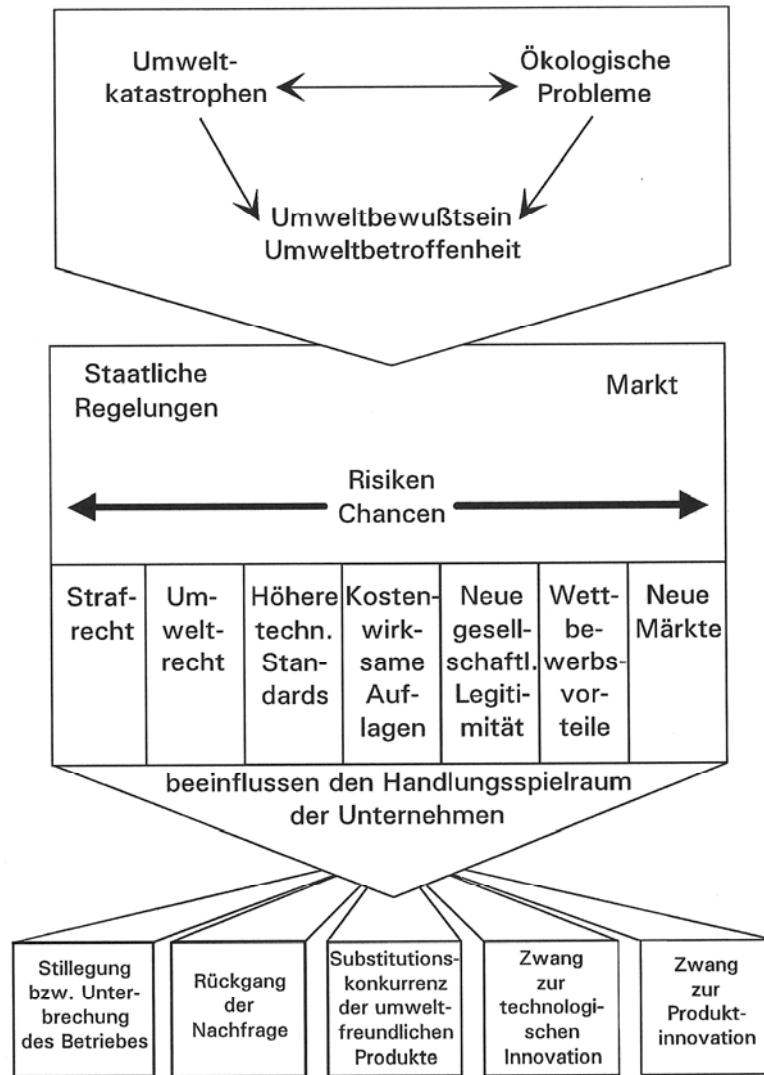 Umwelt-
katastrophen
Ökologische
Probleme
Umweltbewußtsein
Umweltbetroffenheit
Staatliche
Regelungen
Markt
Risiken
Chancen
Straf-
recht
Um-
welt-
recht
Höhere
techn.
Stan-
dards
Kosten-
wirk-
same
Auf-
lagen
Neue
gesell-
schaftl.
Legiti-
mität
Wett-
be-
werbs-
vor-
teile
Neue
Märkte
beeinflussen den Handlungsspielraum
der Unternehmen
Stillegung
bzw. Unter-
brechung
des Betriebes
Rückgang
der
Nachfrage
Substitutions-
konkurrenz
der umwelt-
freundlichen
Produkte
Zwang
zur
technologi-
schen
Innovation
Zwang
zur
Produkt-
innovation